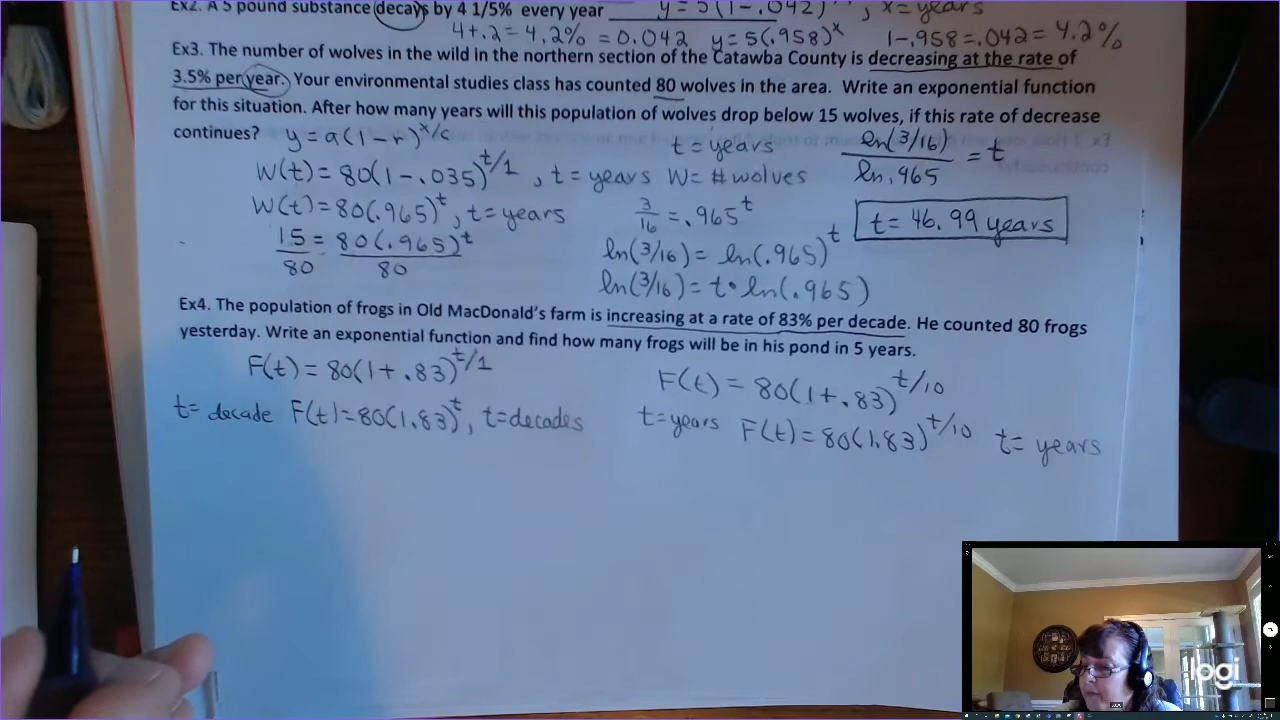 Ex2. A 5 pound substance decays by 4 1/5% every year y = 5(1-.042) , x = years
4+.2 = 4.2% = 0.042 y = 5(.958)^x 1-.958 = .042 = 4.2%
Ex3. The number of wolves in the wild in the northern section of the Catawba County is decreasing at the rate of
3.5% per year. Your environmental studies class has counted 80 wolves in the area. Write an exponential function
for this situation. After how many years will this population of wolves drop below 15 wolves, if this rate of decrease
continues? y = a(1-r)^x/c
W(t) = 80(1-.035)^t/1 , t = years
W(t) = 80(.965)^t , t = years
15/80 = 80(.965)^t/80
t = years
W = # wolves
3/16 = .965^t
ln(3/16) = ln(.965)^t
ln(3/16) = t • ln(.965)
ln(3/16)/ln.965 = t
t = 46.99 years
Ex4. The population of frogs in Old MacDonald's farm is increasing at a rate of 83% per decade. He counted 80 frogs
yesterday. Write an exponential function and find how many frogs will be in his pond in 5 years.
F(t) = 80(1+.83)^t/1
t = decade F(t) = 80(1.83)^t , t = decades
F(t) = 80(1+.83)^t/10
t = years F(t) = 80(1.83)^t/10 t = years
logi